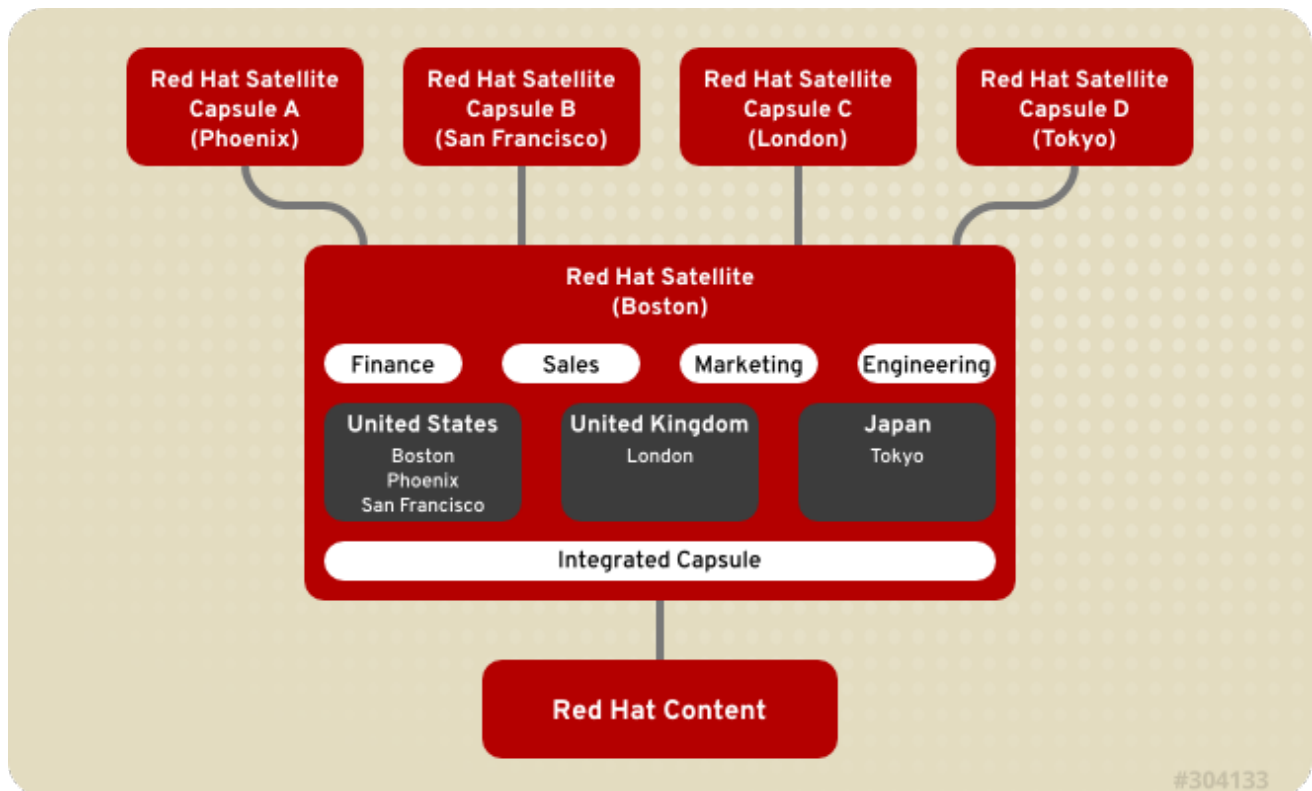 Red Hat Satellite
Capsule A
(Phoenix)
Red Hat Satellite
Capsule B
(San Francisco)
Red Hat Satellite
Capsule C
(London)
Red Hat Satellite
Capsule D
(Tokyo)
Red Hat Satellite
(Boston)
Finance
Sales
Marketing
Engineering
United States
Boston
Phoenix
San Francisco
United Kingdom
London
Japan
Tokyo
Integrated Capsule
Red Hat Content
#304133